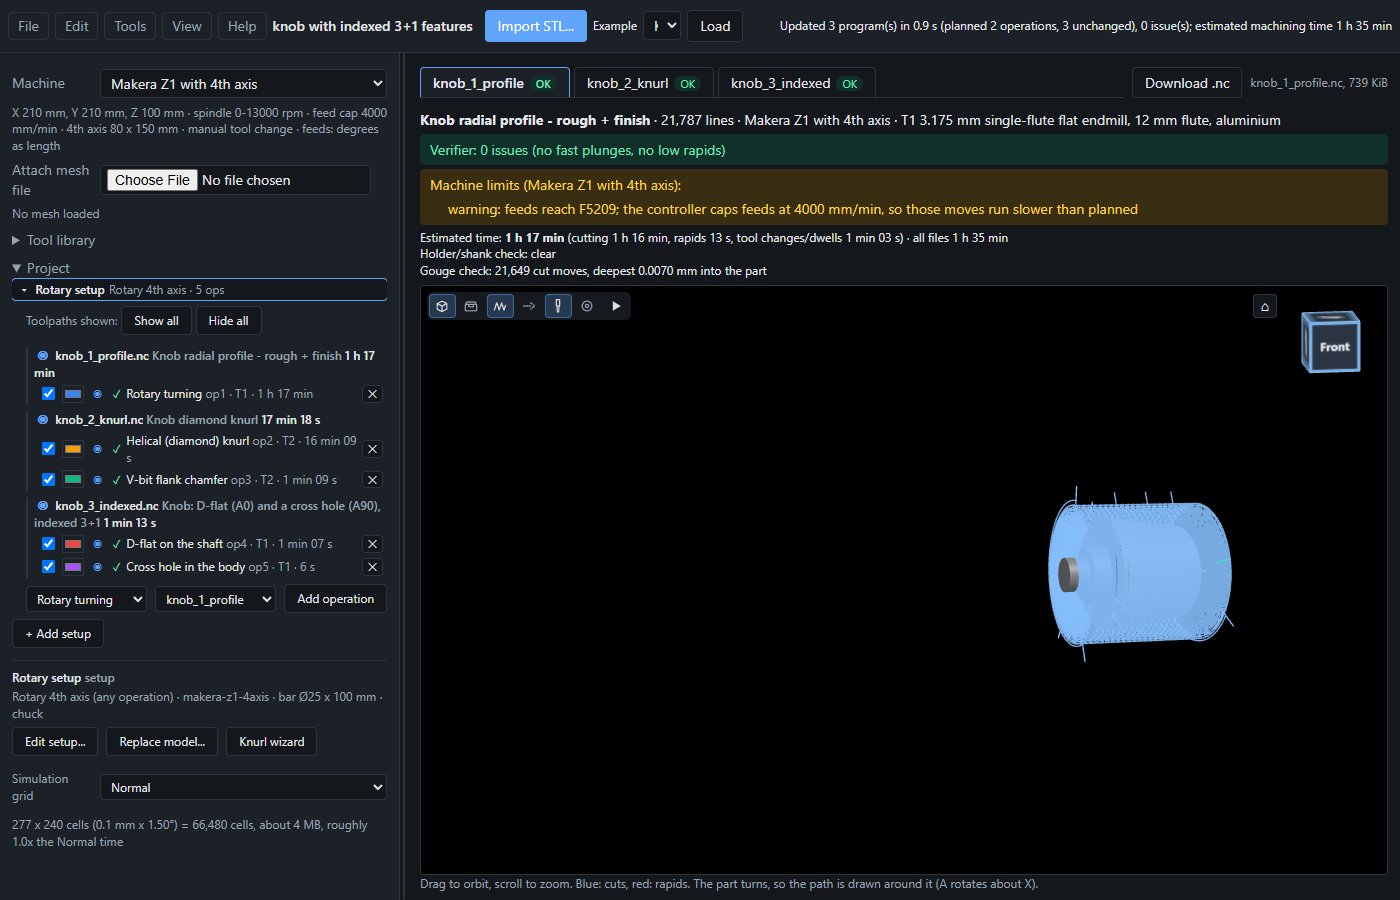 File Edit Tools View Help knob with indexed 3+1 features Import STL... Example Load Updated 3 program(s) in 0.9 s (planned 2 operations, 3 unchanged), 0 issue(s); estimated machining time 1 h 35 min
Machine Makera Z1 with 4th axis
X 210 mm, Y 210 mm, Z 100 mm · spindle 0-13000 rpm · feed cap 4000
mm/min · 4th axis 80 x 150 mm · manual tool change · feeds: degrees
as length
Attach mesh
file
Choose File No file chosen
No mesh loaded
Tool library
Project
Rotary setup Rotary 4th axis · 5 ops
Toolpaths shown: Show all Hide all
knob_1_profile.nc Knob radial profile - rough + finish 1 h 17
min
Rotary turning op1 · T1 · 1 h 17 min
knob_2_knurl.nc Knob diamond knurl 17 min 18 s
Helical (diamond) knurl op2 · T2 · 16 min 09
s
V-bit flank chamfer op3 · T2 · 1 min 09 s
knob_3_indexed.nc Knob: D-flat (A0) and a cross hole (A90),
indexed 3+1 1 min 13 s
D-flat on the shaft op4 · T1 · 1 min 07 s
Cross hole in the body op5 · T1 · 6 s
Rotary turning knob_1_profile Add operation
+ Add setup
Rotary setup setup
Rotary 4th axis (any operation) · makera-z1-4axis · bar Ø25 x 100 mm ·
chuck
Edit setup... Replace model... Knurl wizard
Simulation
grid
Normal
277 x 240 cells (0.1 mm x 1.50°) = 66,480 cells, about 4 MB, roughly
1.0x the Normal time
knob_1_profile OK knob_2_knurl OK knob_3_indexed OK Download .nc knob_1_profile.nc, 739 KiB
Knob radial profile - rough + finish · 21,787 lines · Makera Z1 with 4th axis · T1 3.175 mm single-flute flat endmill, 12 mm flute, aluminium
Verifier: 0 issues (no fast plunges, no low rapids)
Machine limits (Makera Z1 with 4th axis):
warning: feeds reach F5209; the controller caps feeds at 4000 mm/min, so those moves run slower than planned
Estimated time: 1 h 17 min (cutting 1 h 16 min, rapids 13 s, tool changes/dwells 1 min 03 s) · all files 1 h 35 min
Holder/shank check: clear
Gouge check: 21,649 cut moves, deepest 0.0070 mm into the part
Front
Drag to orbit, scroll to zoom. Blue: cuts, red: rapids. The part turns, so the path is drawn around it (A rotates about X).